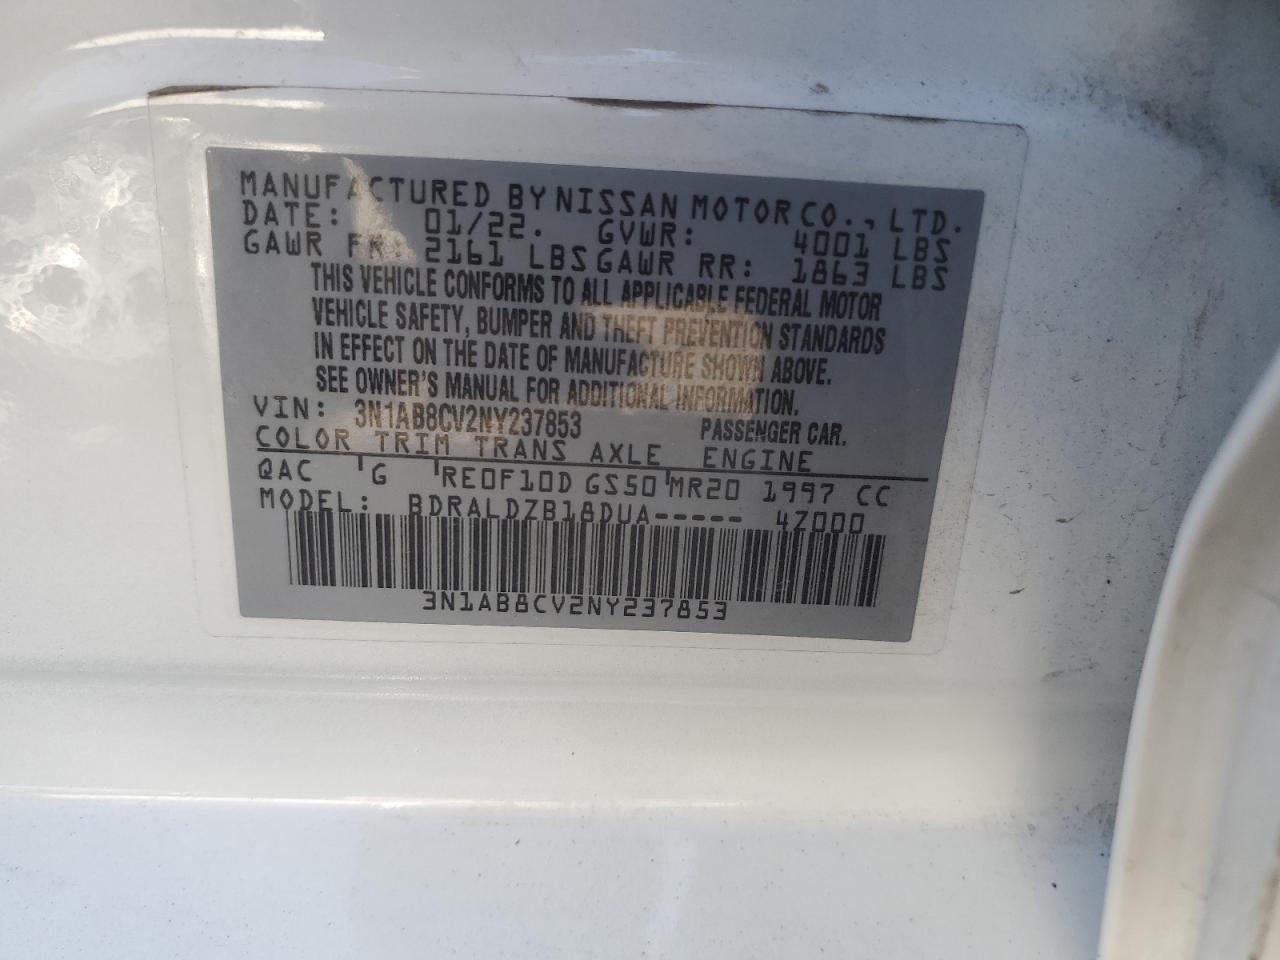 MANUFACTURED BY NISSAN MOTOR CO., LTD.
DATE: 01/22. GVWR: 4001 LBS
GAWR FR: 2161 LBS GAWR RR: 1863 LBS
THIS VEHICLE CONFORMS TO ALL APPLICABLE FEDERAL MOTOR
VEHICLE SAFETY, BUMPER AND THEFT PREVENTION STANDARDS
IN EFFECT ON THE DATE OF MANUFACTURE SHOWN ABOVE.
SEE OWNER'S MANUAL FOR ADDITIONAL INFORMATION.
VIN: 3N1AB8CV2NY237853 PASSENGER CAR.
COLOR TRIM TRANS AXLE ENGINE
QAC G RE0F10D GS50 MR20 1997 CC
MODEL: BDRALDZB18DUA----- 4Z000
3N1AB8CV2NY237853